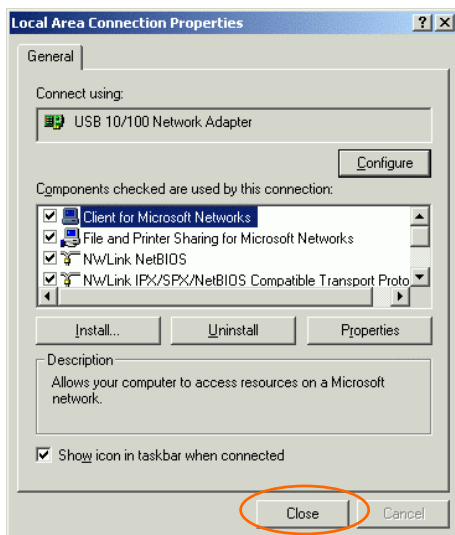 Local Area Connection Properties
General
Connect using:
USB 10/100 Network Adapter
Configure
Components checked are used by this connection:
Client for Microsoft Networks
File and Printer Sharing for Microsoft Networks
NWLink NetBIOS
NWLink IPX/SPX/NetBIOS Compatible Transport Proto
Install... Uninstall Properties
Description
Allows your computer to access resources on a Microsoft
network.
Show icon in taskbar when connected
Close Cancel